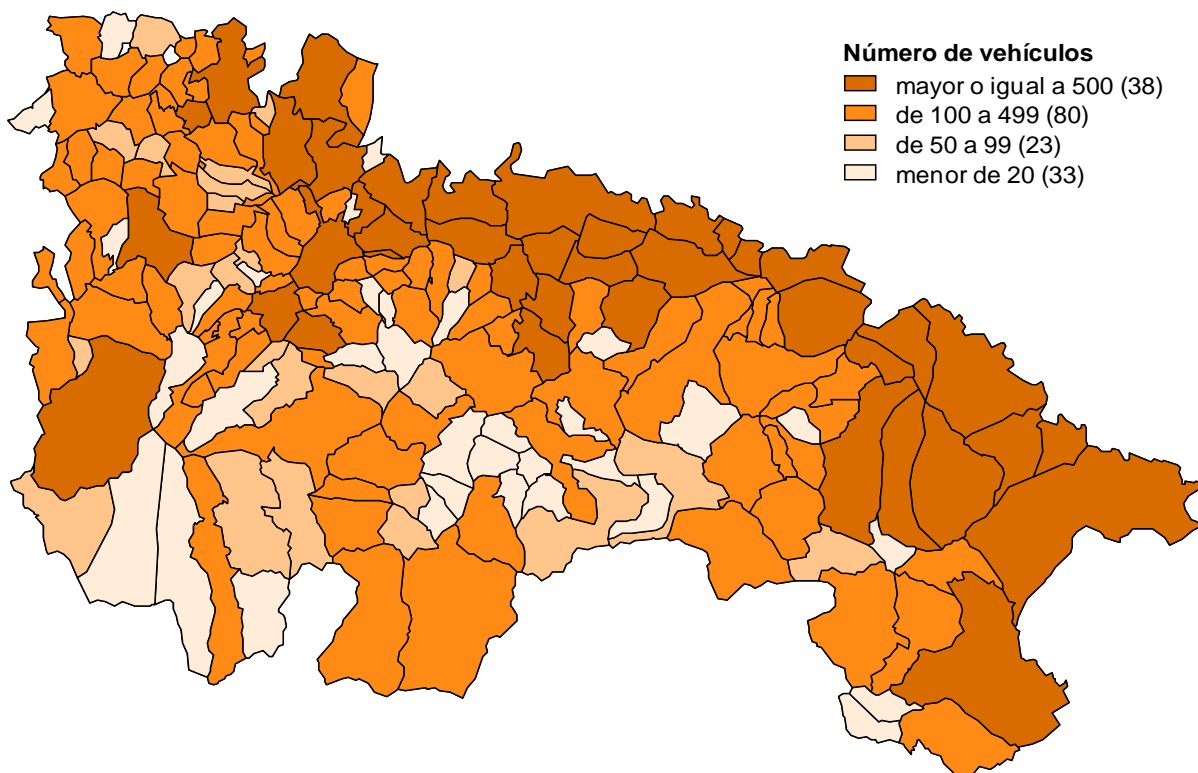 Número de vehículos
mayor o igual a 500 (38)
de 100 a 499 (80)
de 50 a 99 (23)
menor de 20 (33)